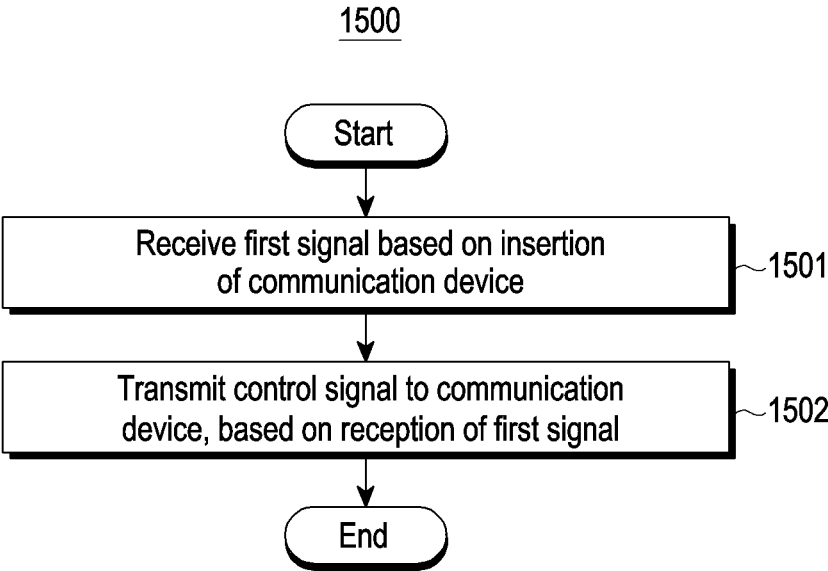 1500
Start
Receive first signal based on insertion
of communication device
1501
Transmit control signal to communication
device, based on reception of first signal
1502
End